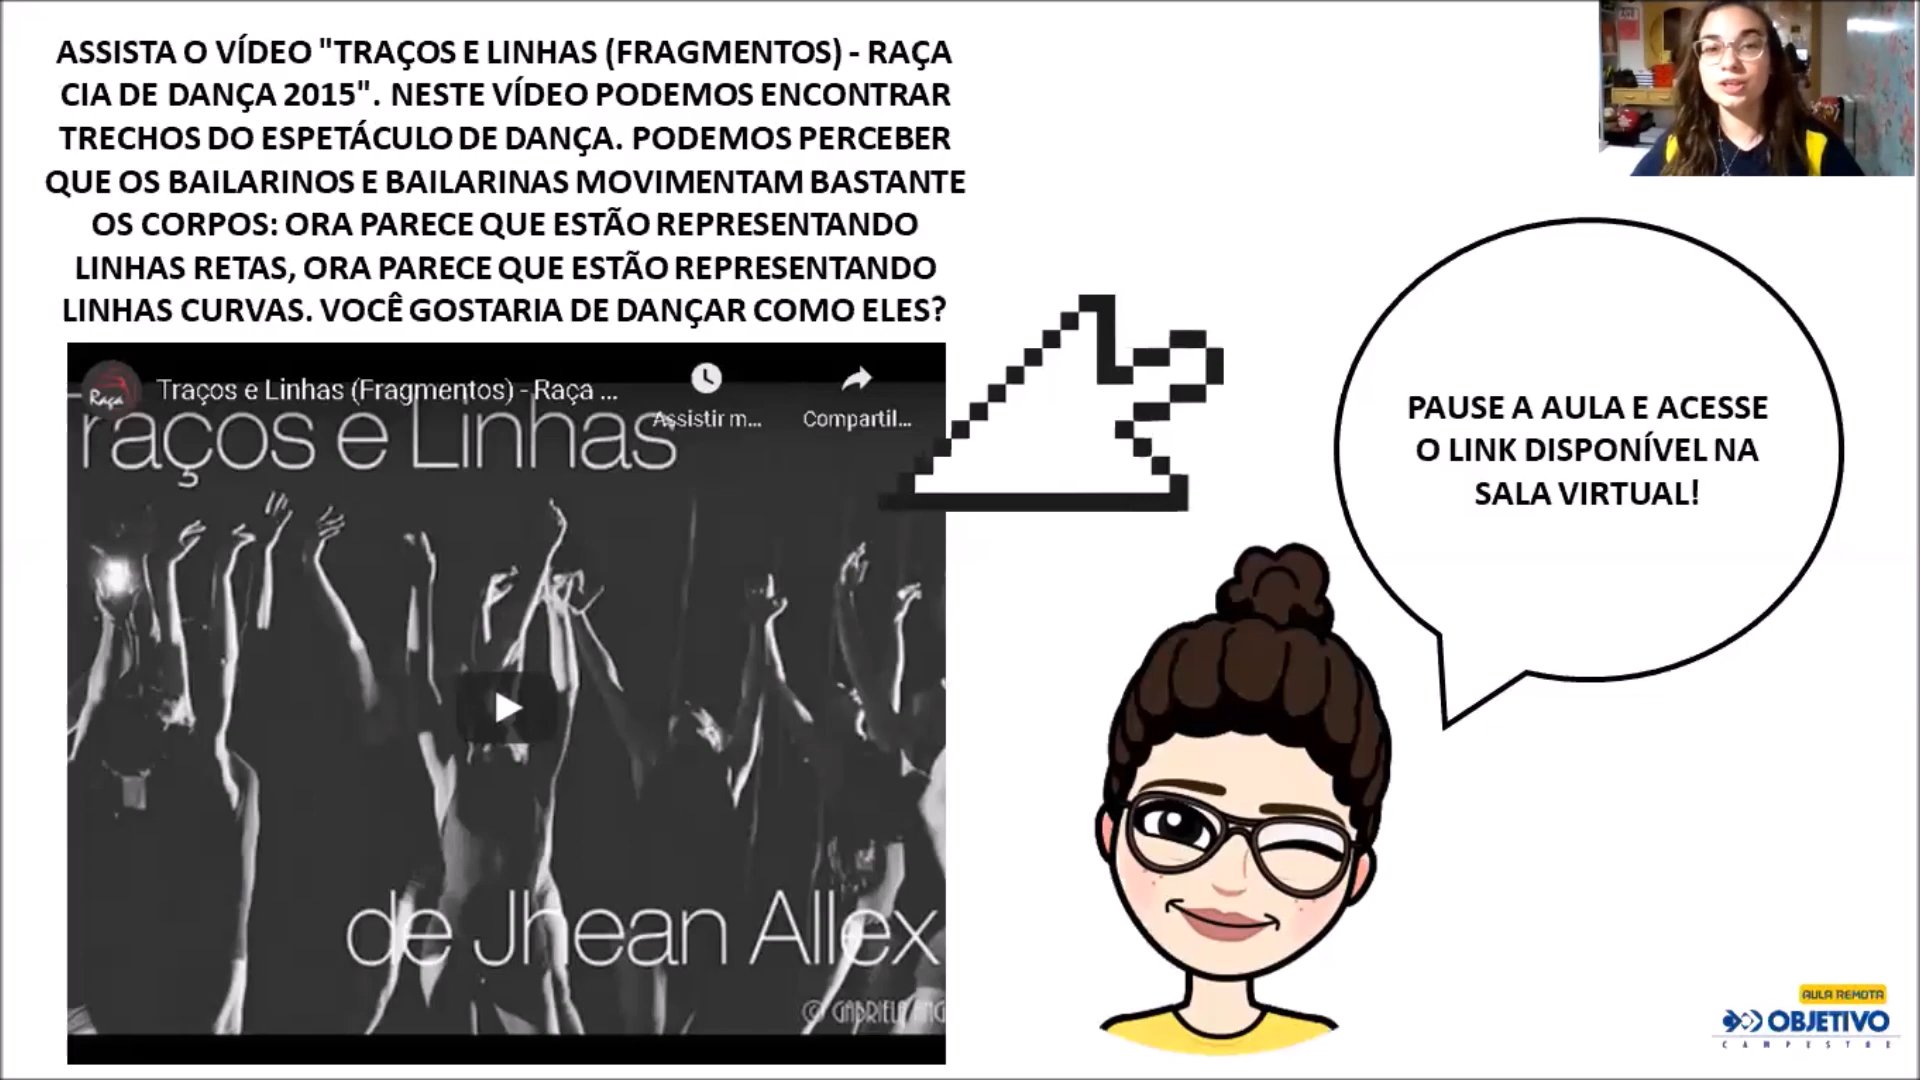 ASSISTA O VÍDEO "TRAÇOS E LINHAS (FRAGMENTOS) - RAÇA
CIA DE DANÇA 2015". NESTE VÍDEO PODEMOS ENCONTRAR
TRECHOS DO ESPETÁCULO DE DANÇA. PODEMOS PERCEBER
QUE OS BAILARINOS E BAILARINAS MOVIMENTAM BASTANTE
OS CORPOS: ORA PARECE QUE ESTÃO REPRESENTANDO
LINHAS RETAS, ORA PARECE QUE ESTÃO REPRESENTANDO
LINHAS CURVAS. VOCÊ GOSTARIA DE DANÇAR COMO ELES?
Raça
Traços e Linhas (Fragmentos) - Raça ...
Assistir m...
Compartil...
raços e Linhas
de Jhean Allex
© GABRIELE
PAUSE A AULA E ACESSE
O LINK DISPONÍVEL NA
SALA VIRTUAL!
AULA REMOTA
OBJETIVO
CAMPESTRE